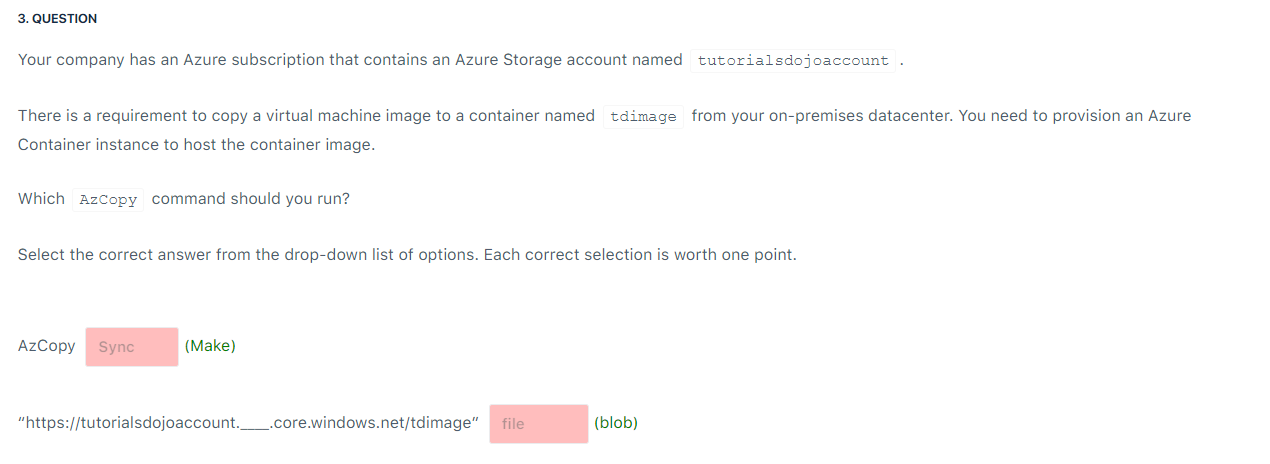 3. QUESTION
Your company has an Azure subscription that contains an Azure Storage account named tutorialsdojoaccount .
There is a requirement to copy a virtual machine image to a container named tdimage from your on-premises datacenter. You need to provision an Azure
Container instance to host the container image.
Which AzCopy command should you run?
Select the correct answer from the drop-down list of options. Each correct selection is worth one point.
AzCopy Sync (Make)
“https://tutorialsdojoaccount.____.core.windows.net/tdimage” file (blob)